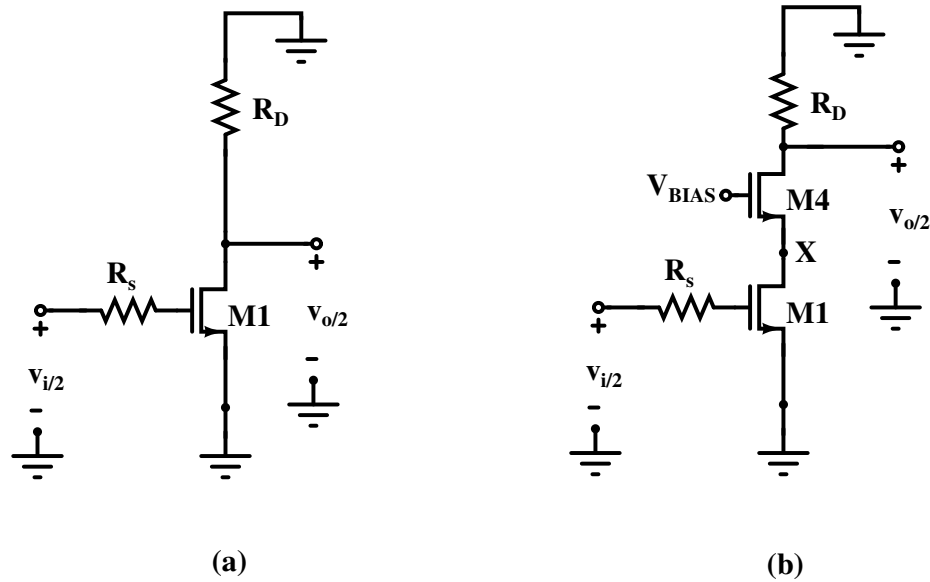 R_D
R_s
M1
+
+
v_i/2
v_o/2
-
-
(a)
R_D
V_BIAS
M4
+
X
v_o/2
-
R_s
M1
+
v_i/2
-
(b)